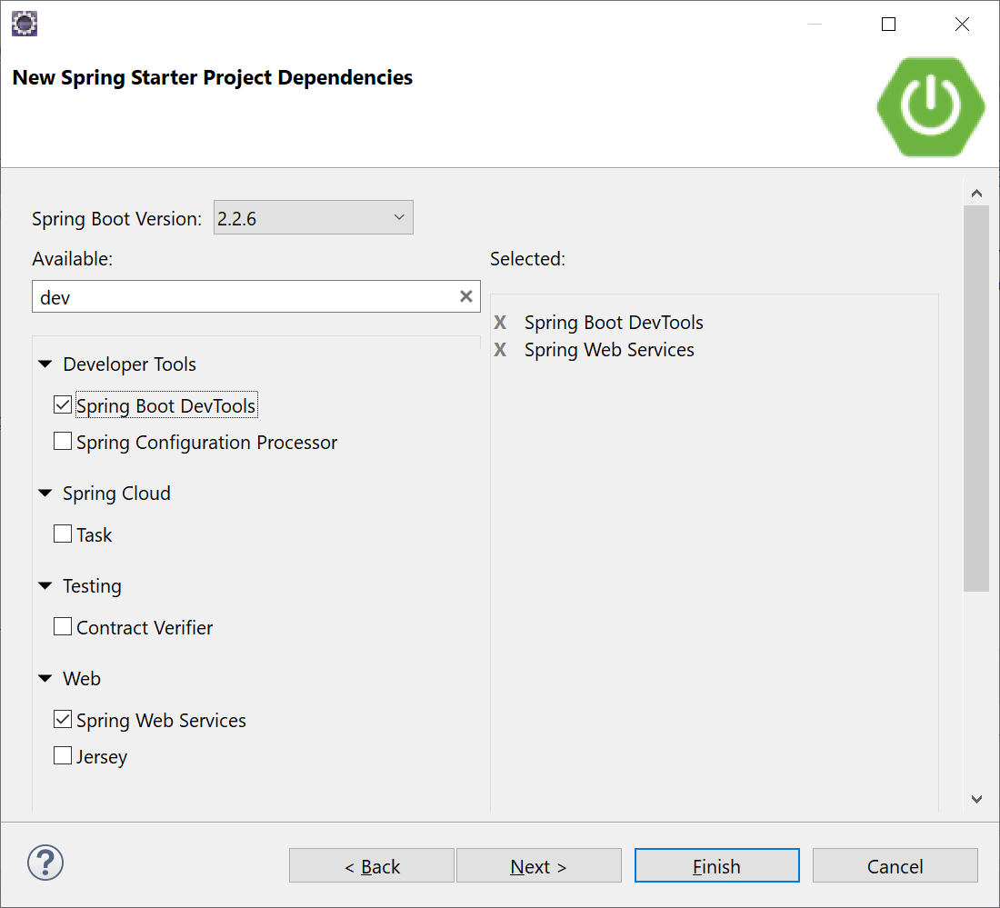 New Spring Starter Project Dependencies
Spring Boot Version: 2.2.6
Available:
Selected:
dev
X Spring Boot DevTools
X Spring Web Services
Developer Tools
Spring Boot DevTools
Spring Configuration Processor
Spring Cloud
Task
Testing
Contract Verifier
Web
Spring Web Services
Jersey
? < Back Next > Finish Cancel